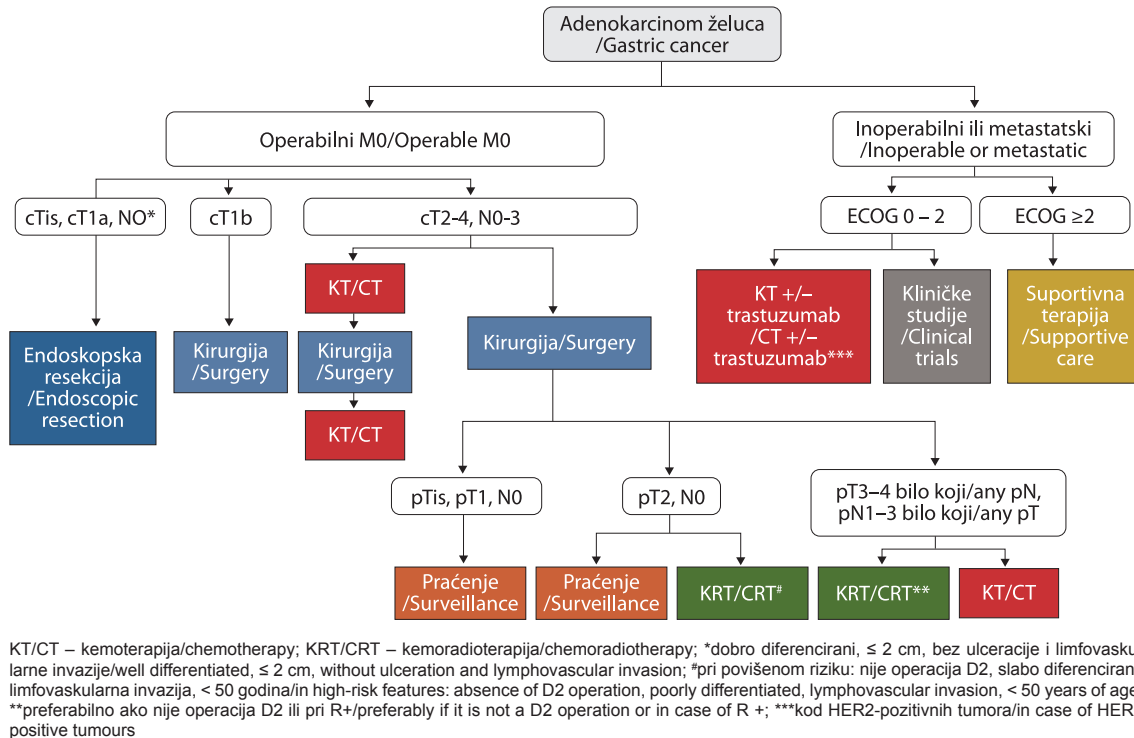 Adenokarcinom želuca
/Gastric cancer
Operabilni M0/Operable M0
Inoperabilni ili metastatski
/Inoperable or metastatic
cTis, cT1a, NO*
cT1b
cT2-4, N0-3
ECOG 0 – 2
ECOG ≥2
KT/CT
KT +/–
trastuzumab
/CT +/–
trastuzumab***
Kliničke
studije
/Clinical
trials
Suportivna
terapija
/Supportive
care
Endoskopska
resekcija
/Endoscopic
resection
Kirurgija
/Surgery
Kirurgija
/Surgery
Kirurgija/Surgery
KT/CT
pTis, pT1, N0
pT2, N0
pT3–4 bilo koji/any pN,
pN1–3 bilo koji/any pT
Praćenje
/Surveillance
Praćenje
/Surveillance
KRT/CRT#
KRT/CRT**
KT/CT
KT/CT – kemoterapija/chemotherapy; KRT/CRT – kemoradioterapija/chemoradiotherapy; *dobro diferencirani, ≤ 2 cm, bez ulceracije i limfovasku
larne invazije/well differentiated, ≤ 2 cm, without ulceration and lymphovascular invasion; #pri povišenom riziku: nije operacija D2, slabo diferenciran
limfovaskularna invazija, < 50 godina/in high-risk features: absence of D2 operation, poorly differentiated, lymphovascular invasion, < 50 years of age
**preferabilno ako nije operacija D2 ili pri R+/preferably if it is not a D2 operation or in case of R +; ***kod HER2-pozitivnih tumora/in case of HER
positive tumours